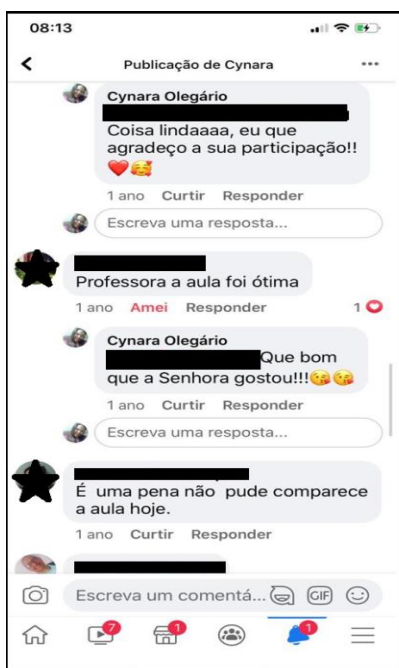 08:13
Publicação de Cynara
Cynara Olegário
Coisa lindaaaa, eu que
agradeço a sua participação!!
❤️🥰
1 ano Curtir Responder
Escreva uma resposta...
Professora a aula foi ótima
1 ano Amei Responder 1
Cynara Olegário
Que bom
que a Senhora gostou!!!😘😘
1 ano Curtir Responder
Escreva uma resposta...
É uma pena não pude comparece
a aula hoje.
1 ano Curtir Responder
Escreva um comentá... GIF
7 1 1